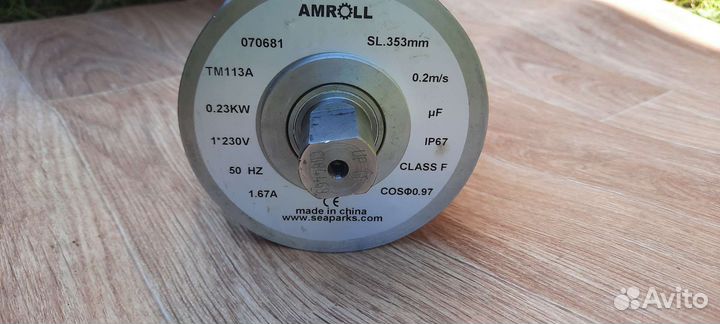 AMROLL
070681 SL.353mm
TM113A 0.2m/s
0.23KW µF
1*230V IP67
50 HZ CLASS F
1.67A COSΦ0.97
CE
made in china
www.seaparks.com
Avito